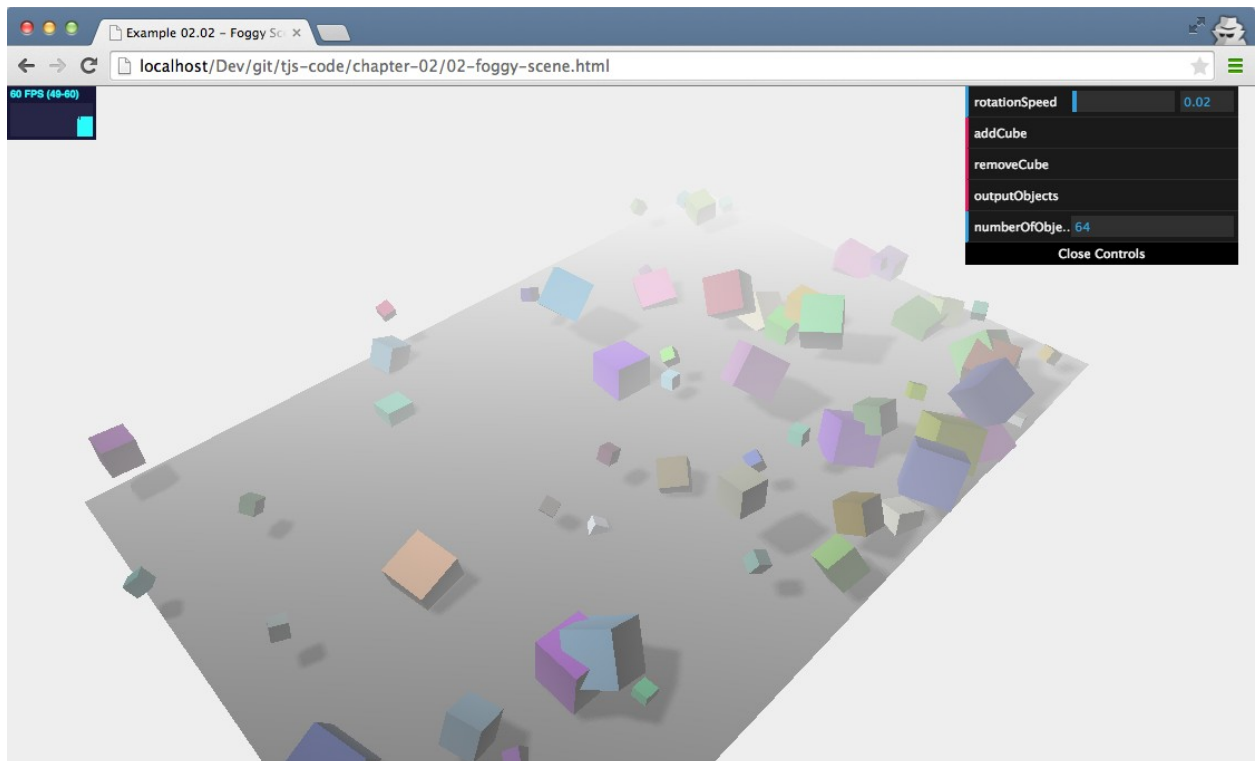 Example 02.02 – Foggy Sc
localhost/Dev/git/tjs-code/chapter-02/02-foggy-scene.html
60 FPS (49-60)
rotationSpeed 0.02
addCube
removeCube
outputObjects
numberOfObje.. 64
Close Controls